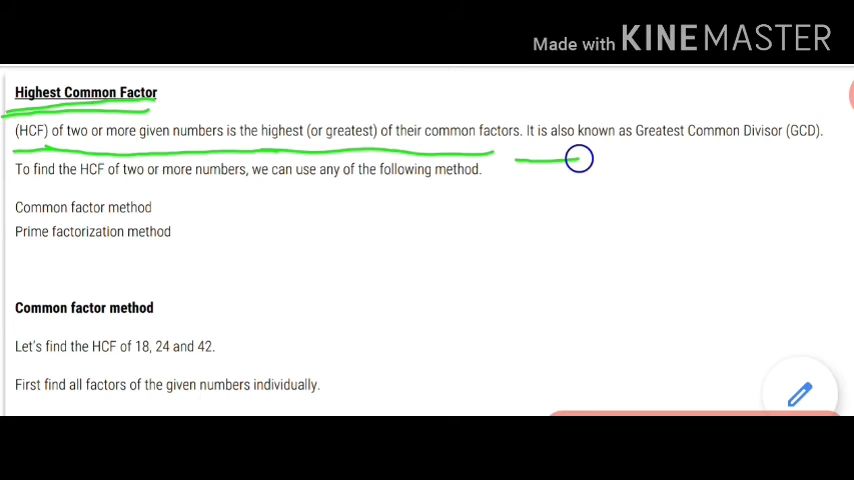 Made with KINEMASTER
Highest Common Factor
(HCF) of two or more given numbers is the highest (or greatest) of their common factors. It is also known as Greatest Common Divisor (GCD).
To find the HCF of two or more numbers, we can use any of the following method.
Common factor method
Prime factorization method
Common factor method
Let's find the HCF of 18, 24 and 42.
First find all factors of the given numbers individually.